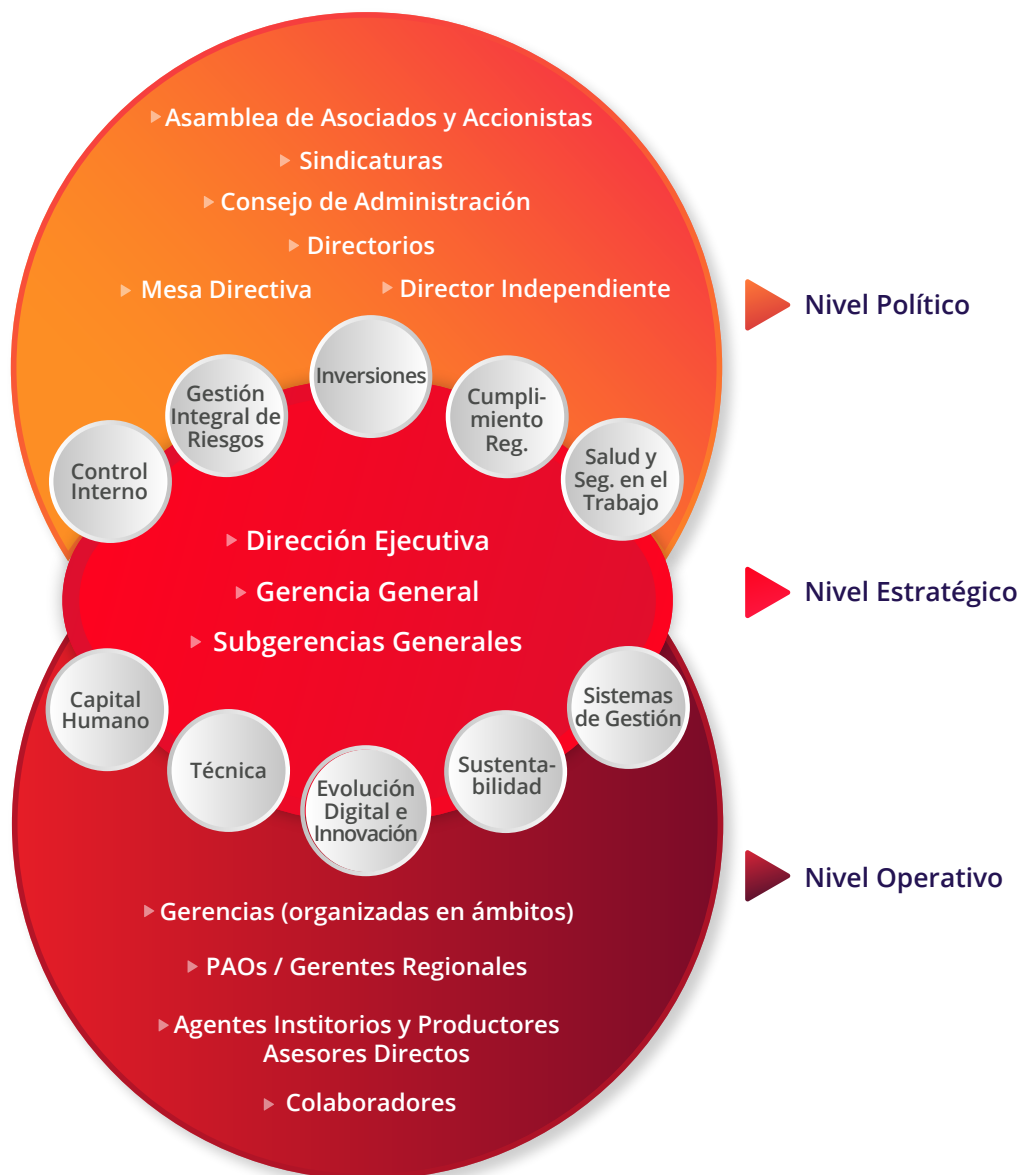 Asamblea de Asociados y Accionistas
Sindicaturas
Consejo de Administración
Directorios
Mesa Directiva
Director Independiente
Nivel Político
Inversiones
Gestión
Integral de
Riesgos
Cumpli-
miento
Reg.
Control
Interno
Salud y
Seg. en el
Trabajo
Dirección Ejecutiva
Gerencia General
Subgerencias Generales
Nivel Estratégico
Capital
Humano
Técnica
Evolución
Digital e
Innovación
Sustenta-
bilidad
Sistemas
de Gestión
Nivel Operativo
Gerencias (organizadas en ámbitos)
PAOs / Gerentes Regionales
Agentes Institorios y Productores
Asesores Directos
Colaboradores